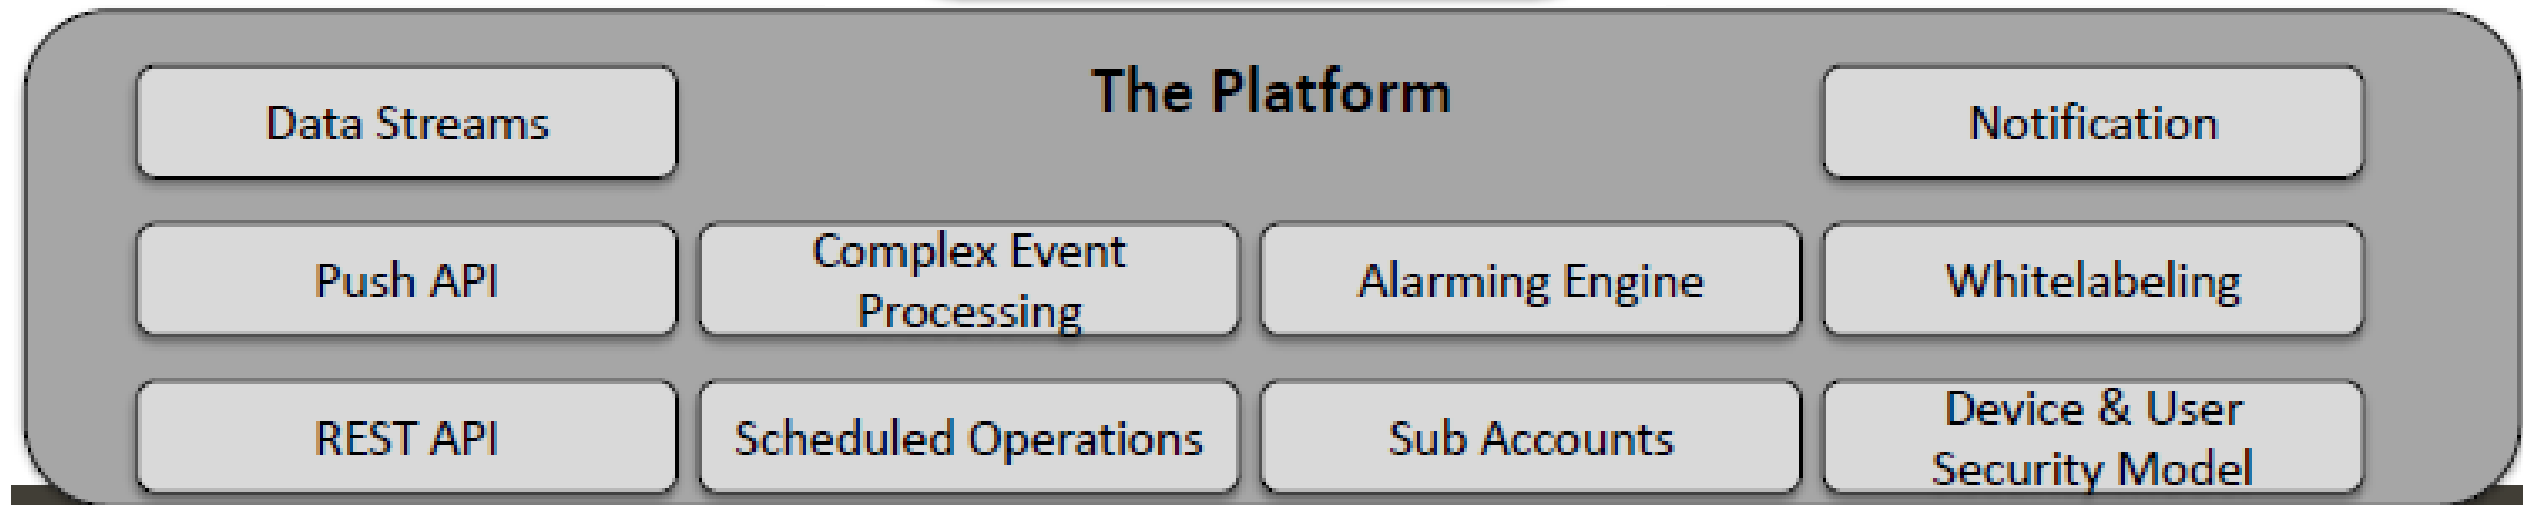 The Platform
Data Streams
Notification
Push API
Complex Event
Processing
Alarming Engine
Whitelabeling
REST API
Scheduled Operations
Sub Accounts
Device & User
Security Model